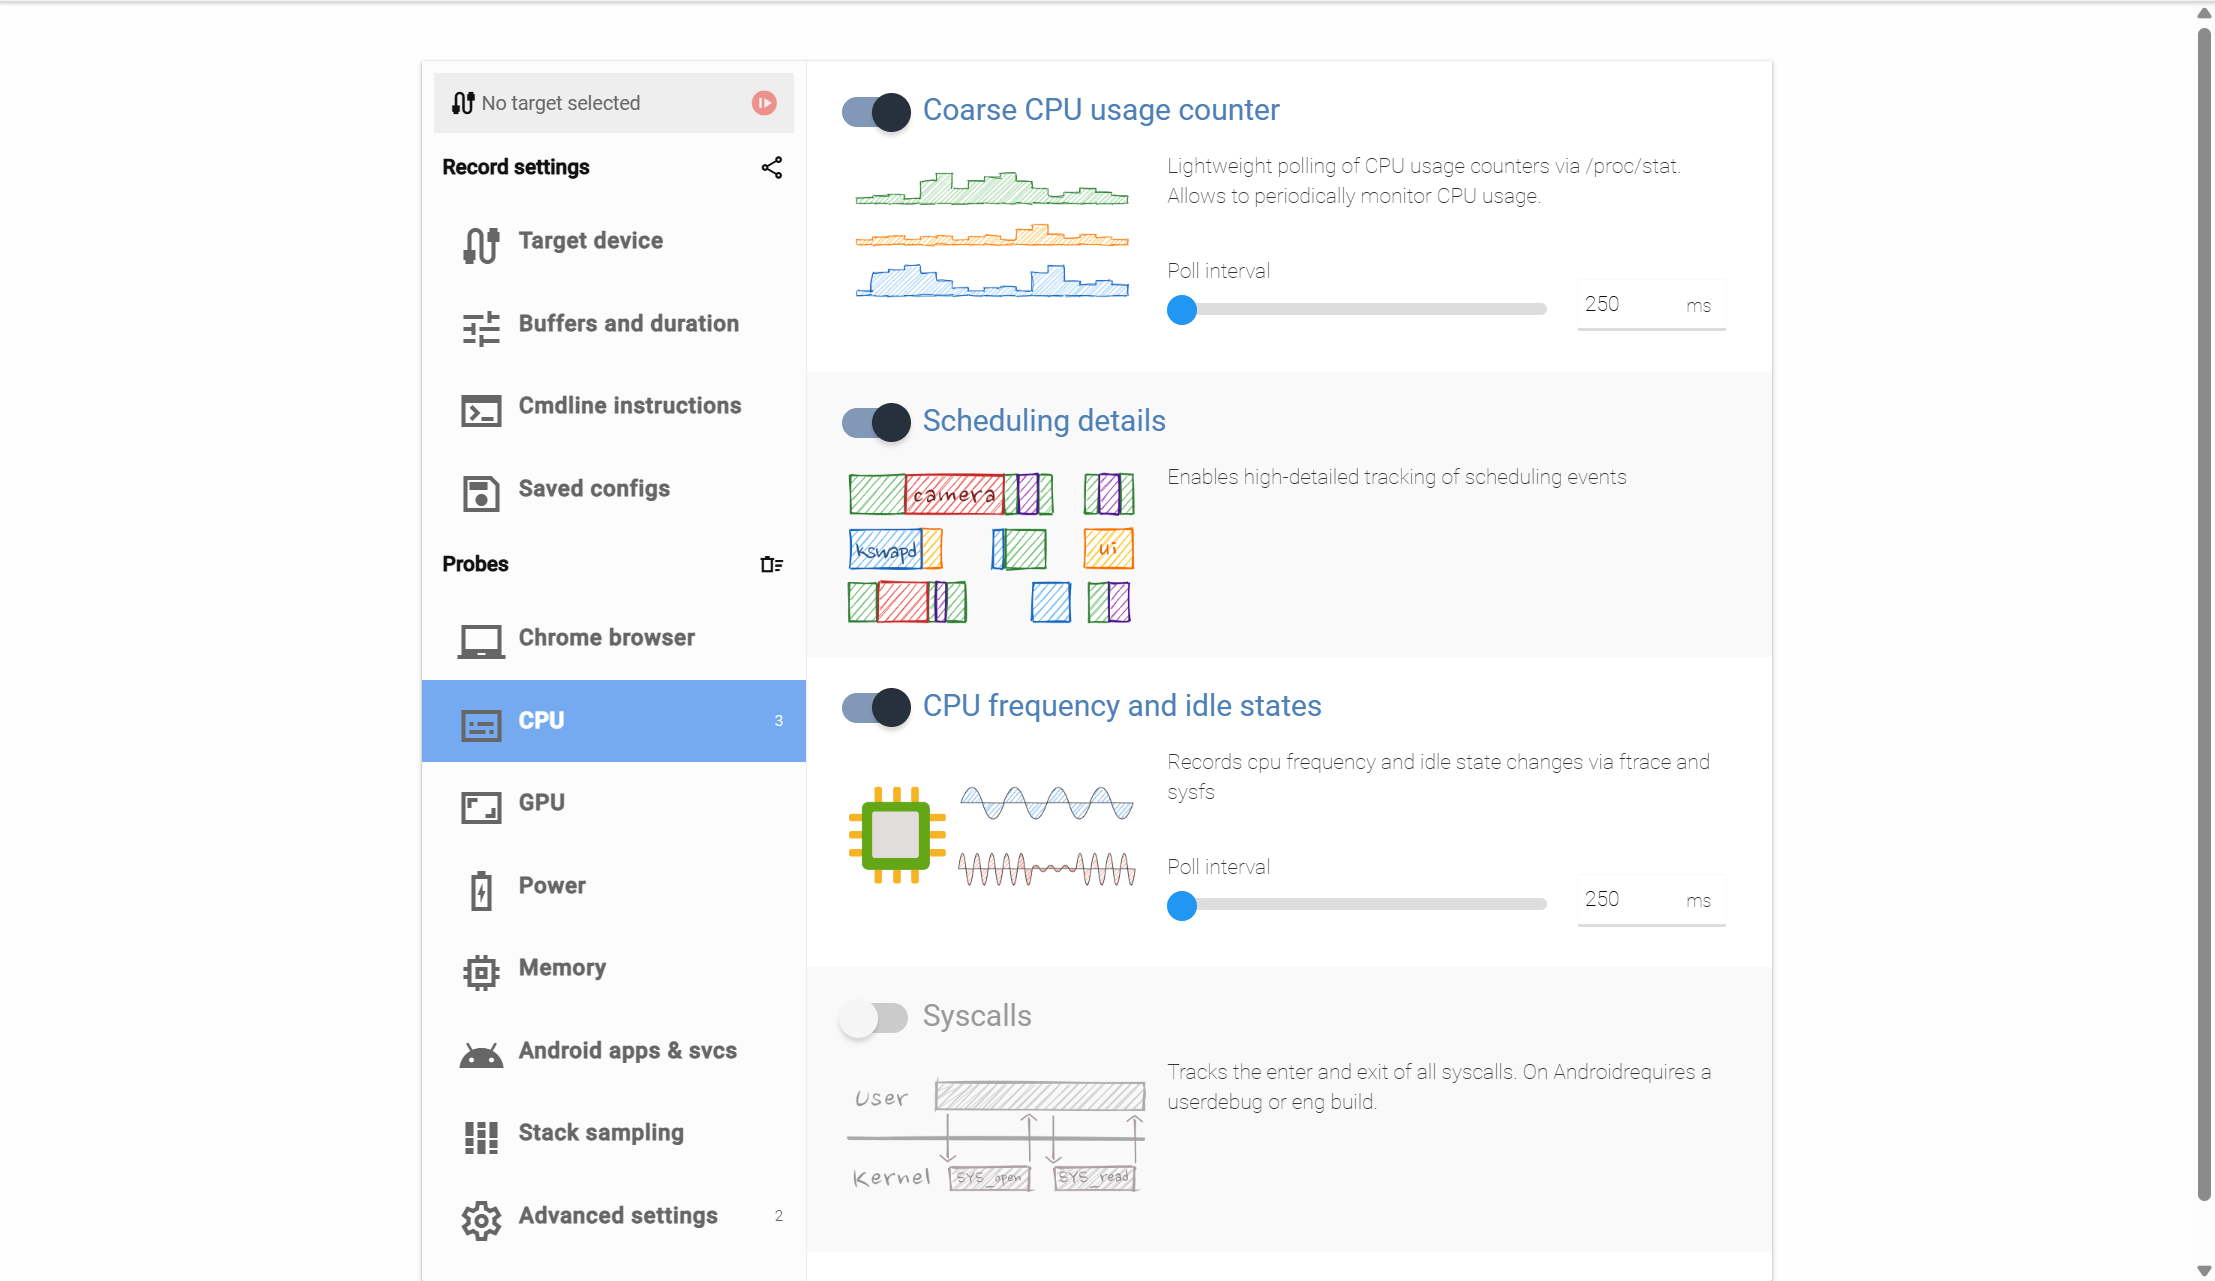 No target selected
Record settings
Target device
Buffers and duration
Cmdline instructions
Saved configs
Probes
Chrome browser
CPU 3
GPU
Power
Memory
Android apps & svcs
Stack sampling
Advanced settings 2
Coarse CPU usage counter
Lightweight polling of CPU usage counters via /proc/stat.
Allows to periodically monitor CPU usage.
Poll interval
250 ms
Scheduling details
camera
kswapd
ui
Enables high-detailed tracking of scheduling events
CPU frequency and idle states
Records cpu frequency and idle state changes via ftrace and
sysfs
Poll interval
250 ms
Syscalls
User
Kernel SYS_open SYS_read
Tracks the enter and exit of all syscalls. On Androidrequires a
userdebug or eng build.